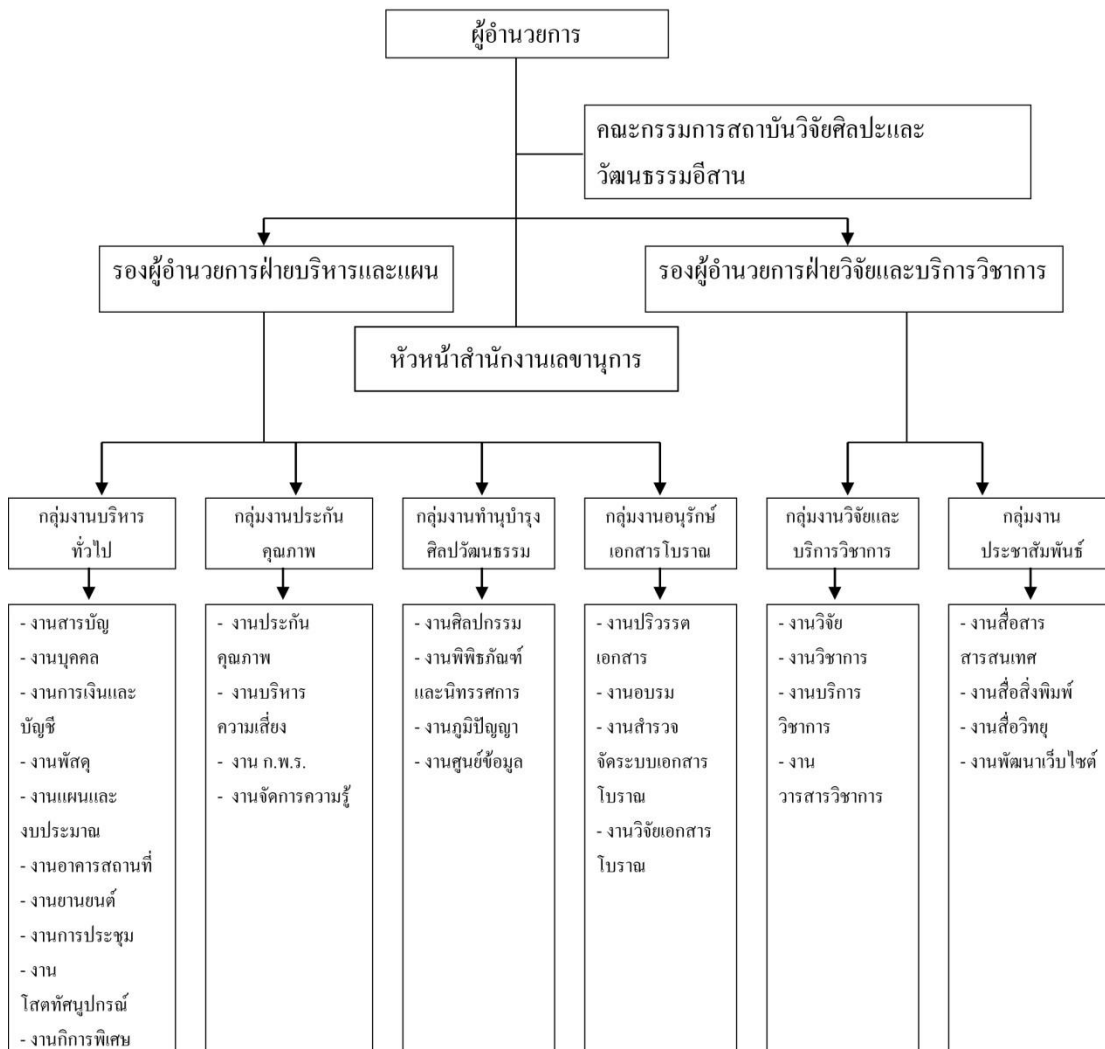 ผู้อำนวยการ
คณะกรรมการสถาบันวิจัยศิลปะและ
วัฒนธรรมอีสาน
รองผู้อำนวยการฝ่ายบริหารและแผน
รองผู้อำนวยการฝ่ายวิจัยและบริการวิชาการ
หัวหน้าสำนักงานเลขานุการ
กลุ่มงานบริหาร
ทั่วไป
กลุ่มงานประกัน
คุณภาพ
กลุ่มงานทำนุบำรุง
ศิลปวัฒนธรรม
กลุ่มงานอนุรักษ์
เอกสารโบราณ
กลุ่มงานวิจัยและ
บริการวิชาการ
กลุ่มงาน
ประชาสัมพันธ์
- งานสารบัญ
- งานบุคคล
- งานการเงินและ
บัญชี
- งานพัสดุ
- งานแผนและ
งบประมาณ
- งานอาคารสถานที่
- งานยานยนต์
- งานการประชุม
- งาน
โสตทัศนูปกรณ์
- งานกิการพิเศษ
- งานประกัน
คุณภาพ
- งานบริหาร
ความเสี่ยง
- งาน ก.พ.ร.
- งานจัดการความรู้
- งานศิลปกรรม
- งานพิพิธภัณฑ์
และนิทรรศการ
- งานภูมิปัญญา
- งานศูนย์ข้อมูล
- งานปริวรรต
เอกสาร
- งานอบรม
- งานสำรวจ
จัดระบบเอกสาร
โบราณ
- งานวิจัยเอกสาร
โบราณ
- งานวิจัย
- งานวิชาการ
- งานบริการ
วิชาการ
- งาน
วารสารวิชาการ
- งานสื่อสาร
สารสนเทศ
- งานสื่อสิ่งพิมพ์
- งานสื่อวิทยุ
- งานพัฒนาเว็บไซต์